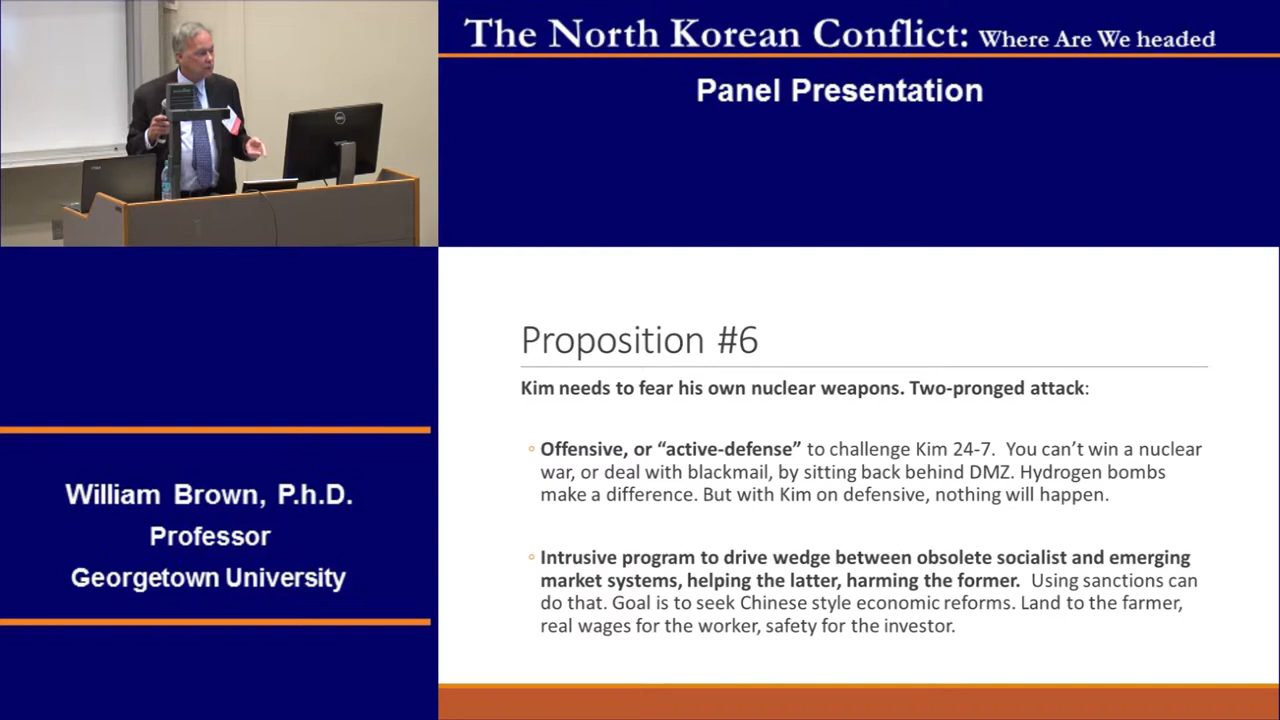 The North Korean Conflict: Where Are We headed
Panel Presentation
DELL
Proposition #6
Kim needs to fear his own nuclear weapons. Two-pronged attack:
◦ Offensive, or “active-defense” to challenge Kim 24-7.  You can’t win a nuclear
war, or deal with blackmail, by sitting back behind DMZ. Hydrogen bombs
make a difference. But with Kim on defensive, nothing will happen.
◦ Intrusive program to drive wedge between obsolete socialist and emerging
market systems, helping the latter, harming the former.  Using sanctions can
do that. Goal is to seek Chinese style economic reforms. Land to the farmer,
real wages for the worker, safety for the investor.
William Brown, P.h.D.
Professor
Georgetown University